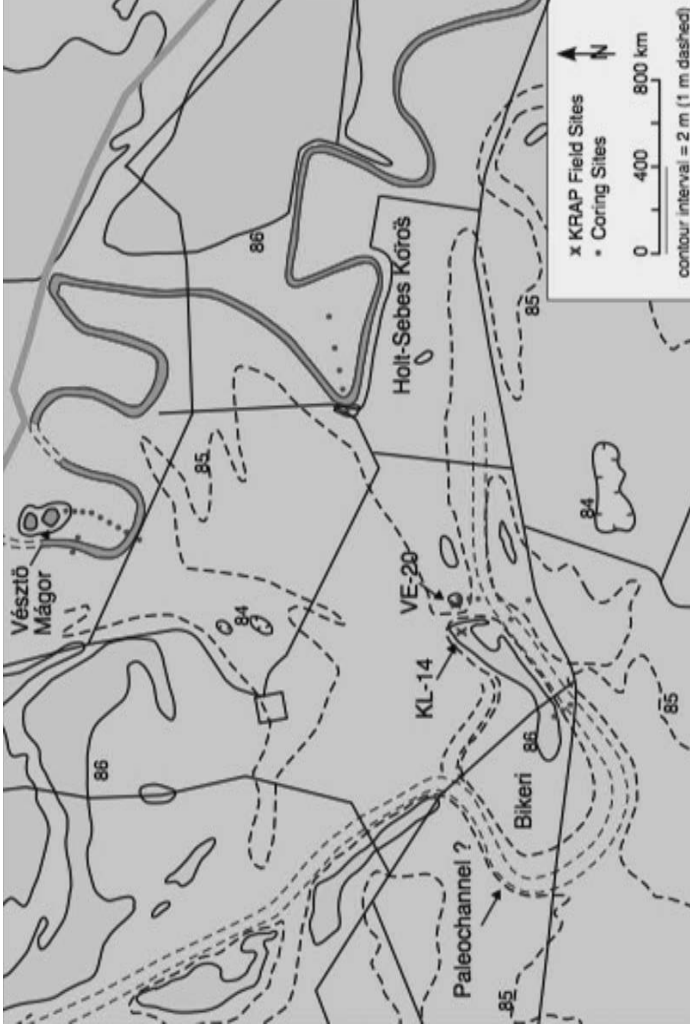 Vésztö
Mágor
86
85
84
86
Holt-Sebes Körös
VE-20
KL-14
Paleochannel ?
85
Bikeri
86
85
84
85
x KRAP Field Sites
• Coring Sites
N
0 400 800 km
contour interval = 2 m (1 m dashed)